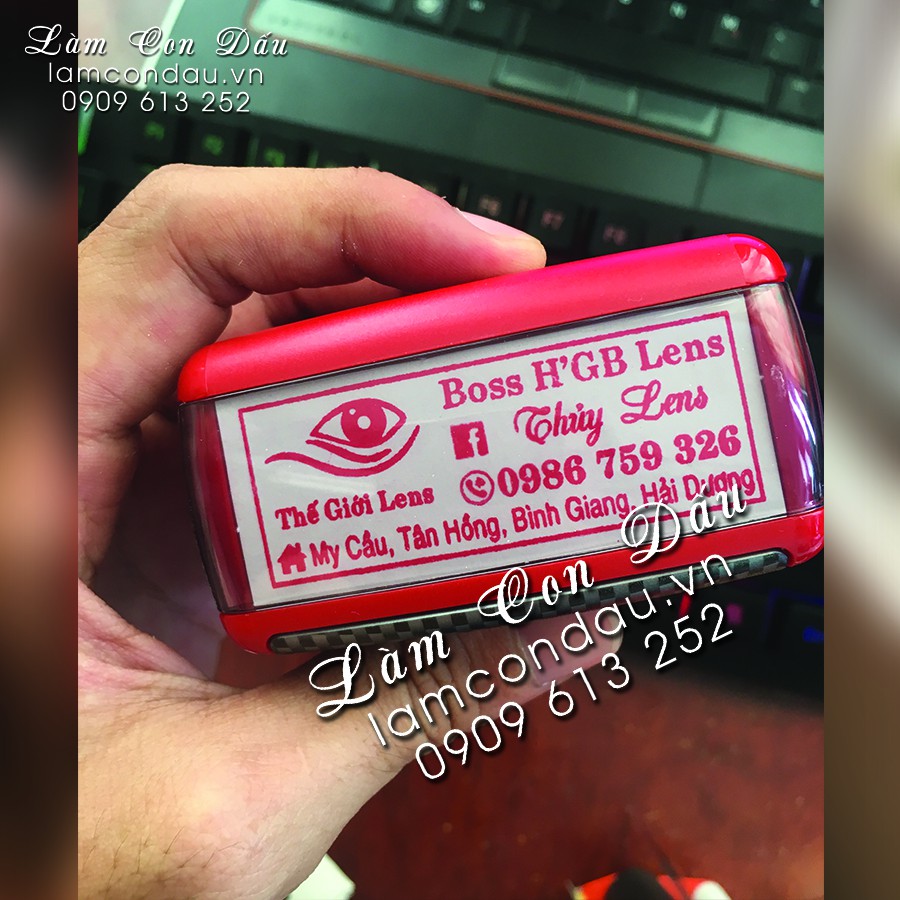 Làm Con Dấu
lamcondau.vn
0909 613 252
Boss H'GB Lens
Thủy Lens
0986 759 326
Thế Giới Lens
My Cầu, Tân Hồng, Bình Giang, Hải Dương
Làm Con Dấu
lamcondau.vn
0909 613 252